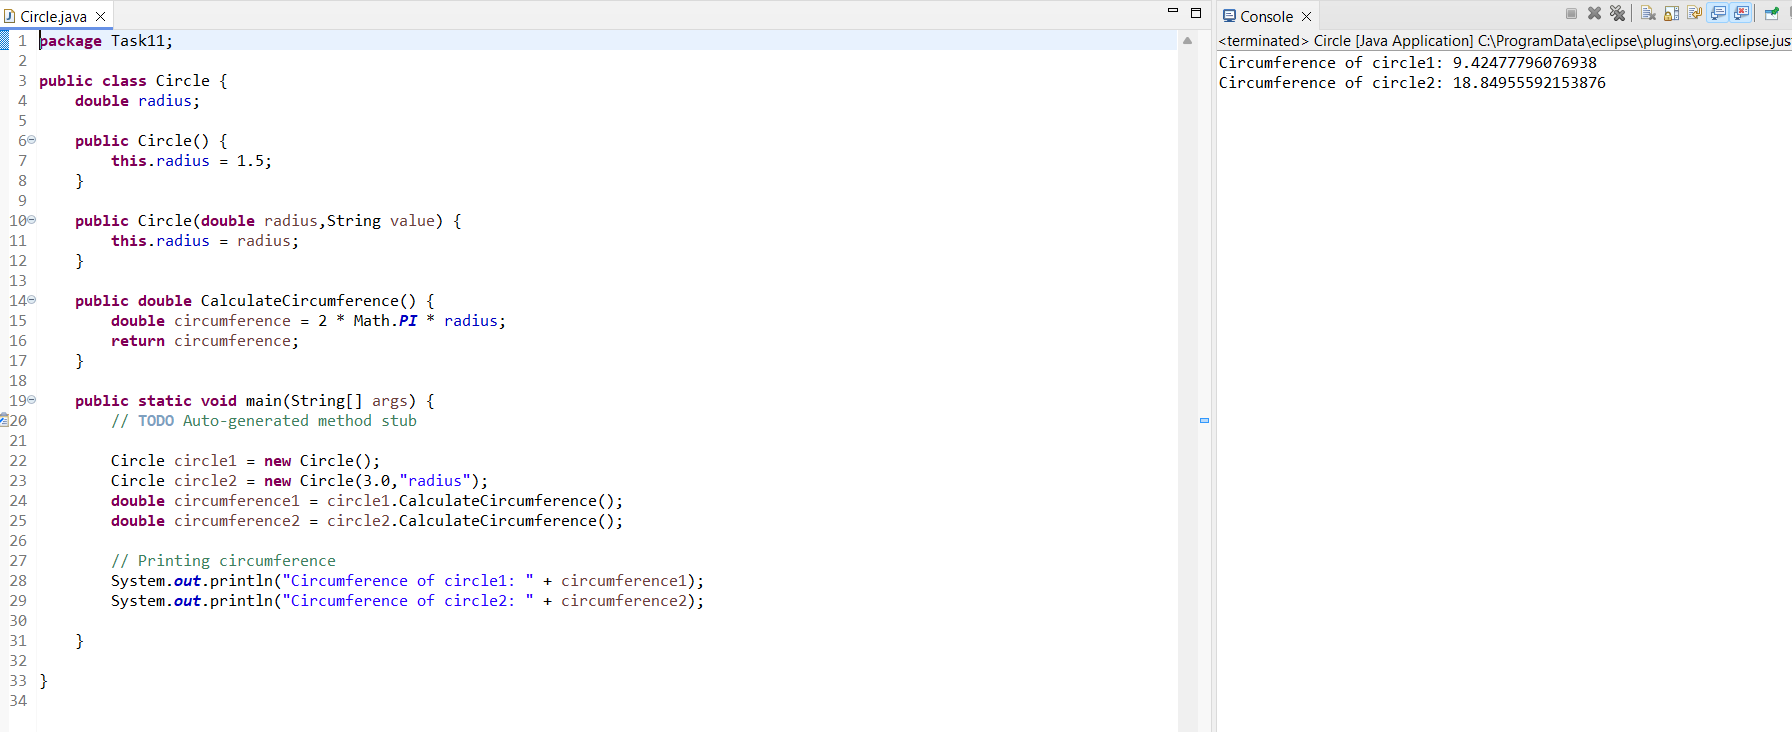 Circle.java
1 package Task11;
2
3 public class Circle {
4     double radius;
5
6     public Circle() {
7         this.radius = 1.5;
8     }
9
10     public Circle(double radius,String value) {
11         this.radius = radius;
12     }
13
14     public double CalculateCircumference() {
15         double circumference = 2 * Math.PI * radius;
16         return circumference;
17     }
18
19     public static void main(String[] args) {
20         // TODO Auto-generated method stub
21
22         Circle circle1 = new Circle();
23         Circle circle2 = new Circle(3.0,"radius");
24         double circumference1 = circle1.CalculateCircumference();
25         double circumference2 = circle2.CalculateCircumference();
26
27         // Printing circumference
28         System.out.println("Circumference of circle1: " + circumference1);
29         System.out.println("Circumference of circle2: " + circumference2);
30
31     }
32
33 }
34
Console
<terminated> Circle [Java Application] C:\ProgramData\eclipse\plugins\org.eclipse.jus
Circumference of circle1: 9.42477796076938
Circumference of circle2: 18.84955592153876